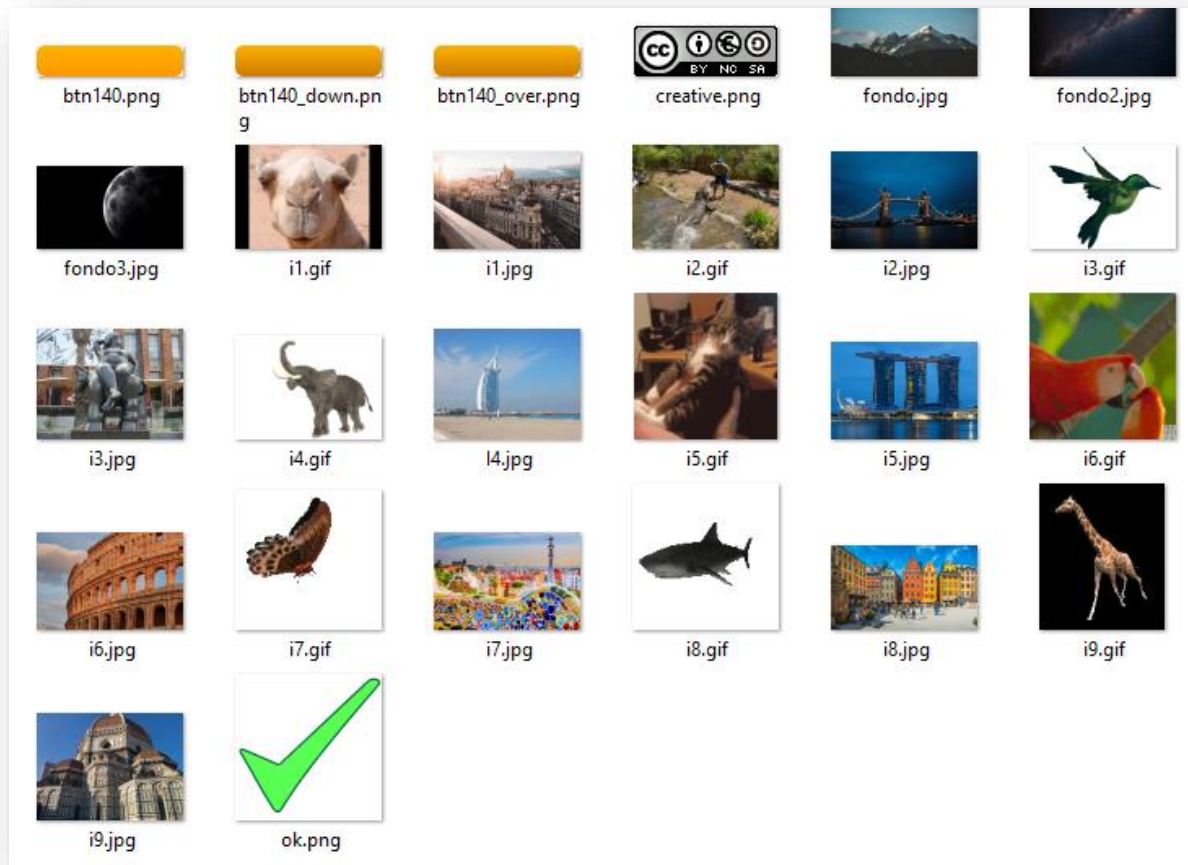 cc BY NC SA
btn140.png
btn140_down.pn
g
btn140_over.png
creative.png
fondo.jpg
fondo2.jpg
fondo3.jpg
i1.gif
i1.jpg
i2.gif
i2.jpg
i3.gif
i3.jpg
i4.gif
I4.jpg
i5.gif
i5.jpg
i6.gif
i6.jpg
i7.gif
i7.jpg
i8.gif
i8.jpg
i9.gif
i9.jpg
ok.png